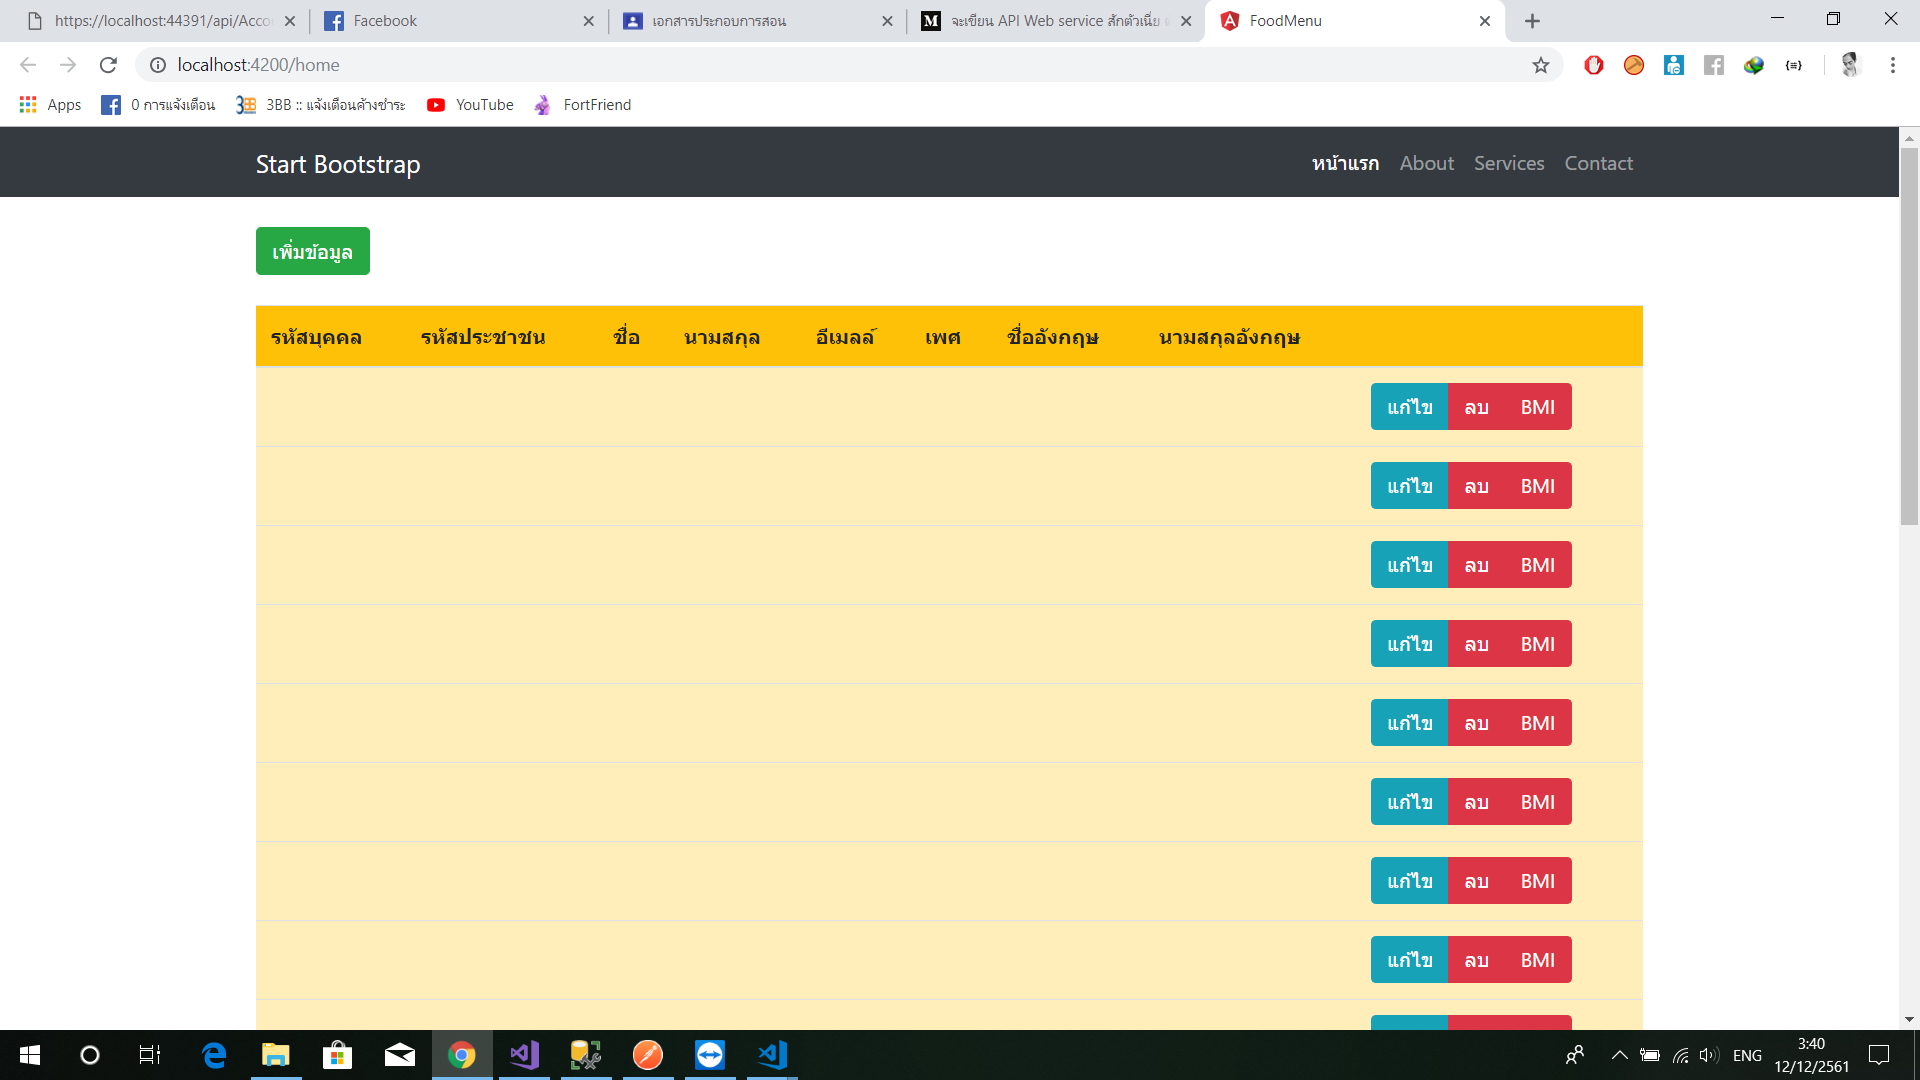 https://localhost:44391/api/Acco
Facebook
เอกสารประกอบการสอน
จะเขียน API Web service สักตัวเนี่ย
FoodMenu
localhost:4200/home
Apps
0 การแจ้งเตือน
3BB :: แจ้งเตือนค้างชำระ
YouTube
FortFriend
Start Bootstrap
หน้าแรก About Services Contact
เพิ่มข้อมูล
รหัสบุคคล รหัสประชาชน ชื่อ นามสกุล อีเมลล์ เพศ ชื่ออังกฤษ นามสกุลอังกฤษ
แก้ไข ลบ BMI
แก้ไข ลบ BMI
แก้ไข ลบ BMI
แก้ไข ลบ BMI
แก้ไข ลบ BMI
แก้ไข ลบ BMI
แก้ไข ลบ BMI
แก้ไข ลบ BMI
ENG
3:40
12/12/2561